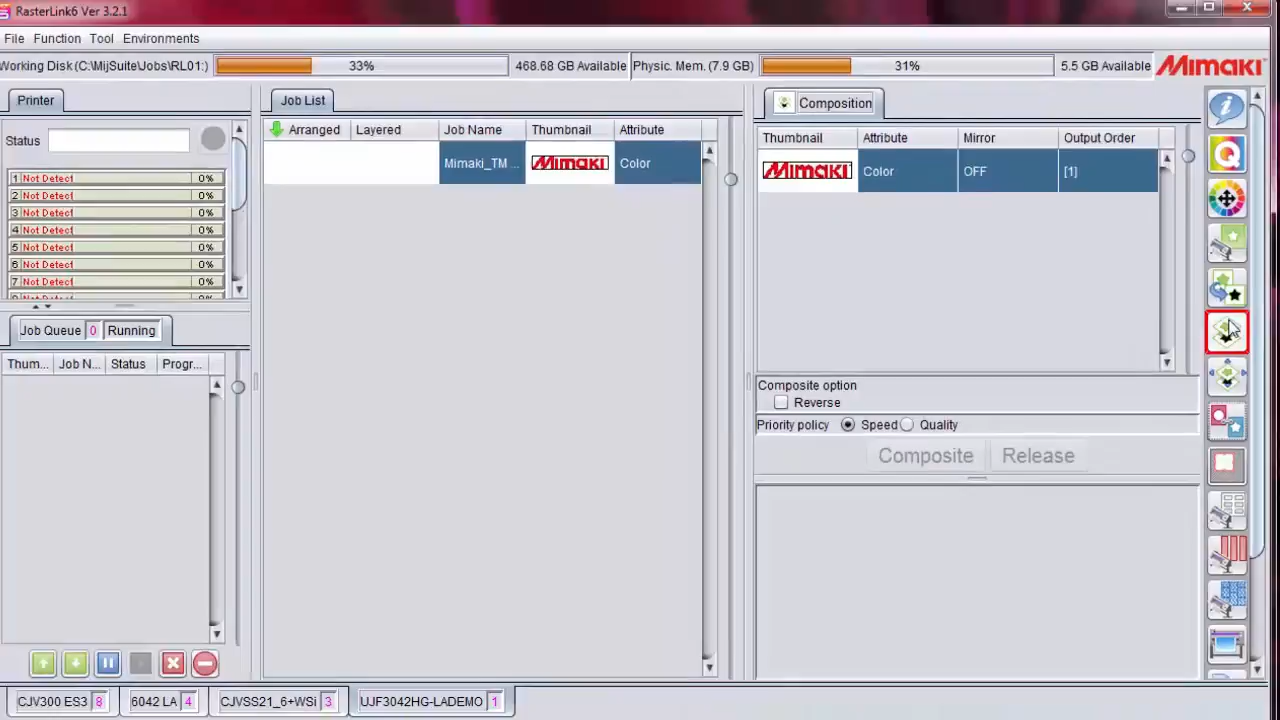 RasterLink6 Ver 3.2.1
File Function Tool Environments
Working Disk (C:\MijSuite\Jobs\RL01:) 33% 468.68 GB Available Physic. Mem. (7.9 GB) 31% 5.5 GB Available Mimaki
Printer
Status
1 Not Detect 0%
2 Not Detect 0%
3 Not Detect 0%
4 Not Detect 0%
5 Not Detect 0%
6 Not Detect 0%
7 Not Detect 0%
Job Queue 0 Running
Thum... Job N... Status Progr...
Job List
Arranged Layered Job Name Thumbnail Attribute
Mimaki_TM ... Mimaki Color
Composition
Thumbnail Attribute Mirror Output Order
Mimaki Color OFF [1]
Composite option
Reverse
Priority policy Speed Quality
Composite Release
CJV300 ES3 8 6042 LA 4 CJVSS21_6+WSi 3 UJF3042HG-LADEMO 1